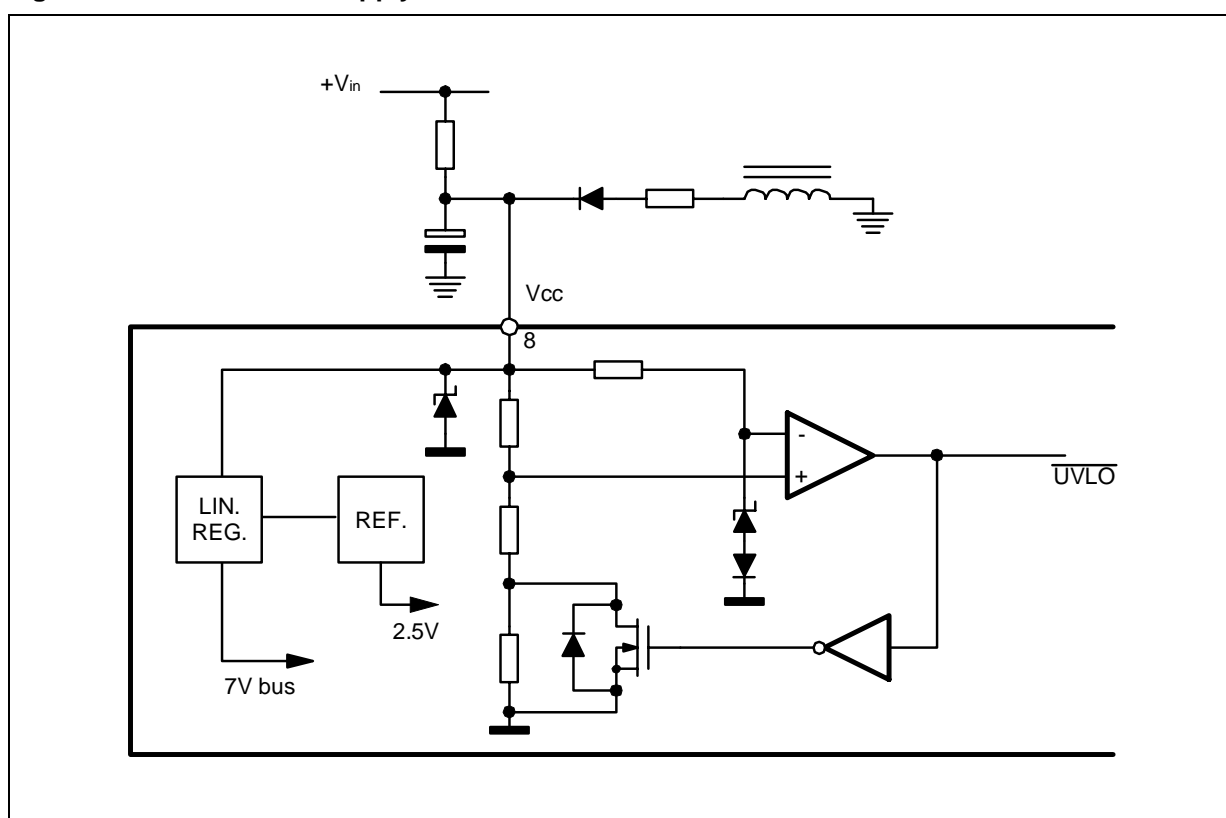 +Vin
Vcc
8
-
+
UVLO
LIN.
REG.
REF.
2.5V
7V bus